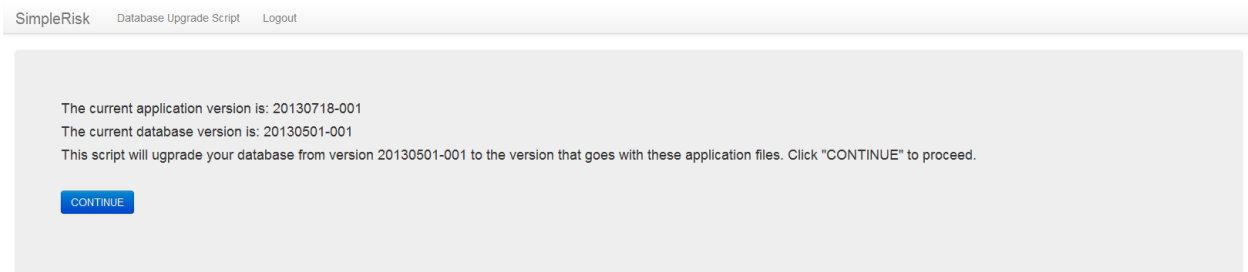 SimpleRisk Database Upgrade Script Logout
The current application version is: 20130718-001
The current database version is: 20130501-001
This script will ugprade your database from version 20130501-001 to the version that goes with these application files. Click "CONTINUE" to proceed.
CONTINUE